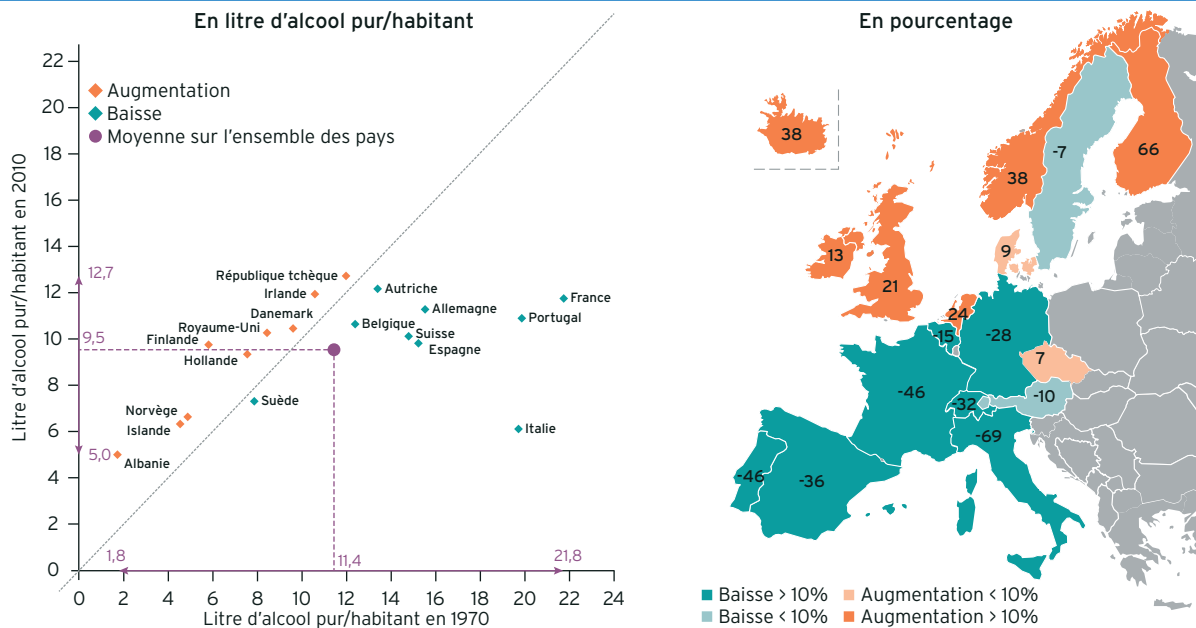 En litre d'alcool pur/habitant
Litre d'alcool pur/habitant en 2010
22
20
18
16
14
12
10
8
6
4
2
0
Augmentation
Baisse
Moyenne sur l'ensemble des pays
12,7
9,5
5,0
République tchèque
Irlande
Danemark
Royaume-Uni
Finlande
Hollande
Norvège
Islande
Albanie
Autriche
Allemagne
France
Portugal
Belgique
Suisse
Espagne
Suède
Italie
1,8
11,4
21,8
0 2 4 6 8 10 12 14 16 18 20 22 24
Litre d'alcool pur/habitant en 1970
En pourcentage
38
-7
66
38
13
9
21
24
-15
-28
7
-46
-32
-10
-69
-46
-36
Baisse > 10%
Augmentation < 10%
Baisse < 10%
Augmentation > 10%